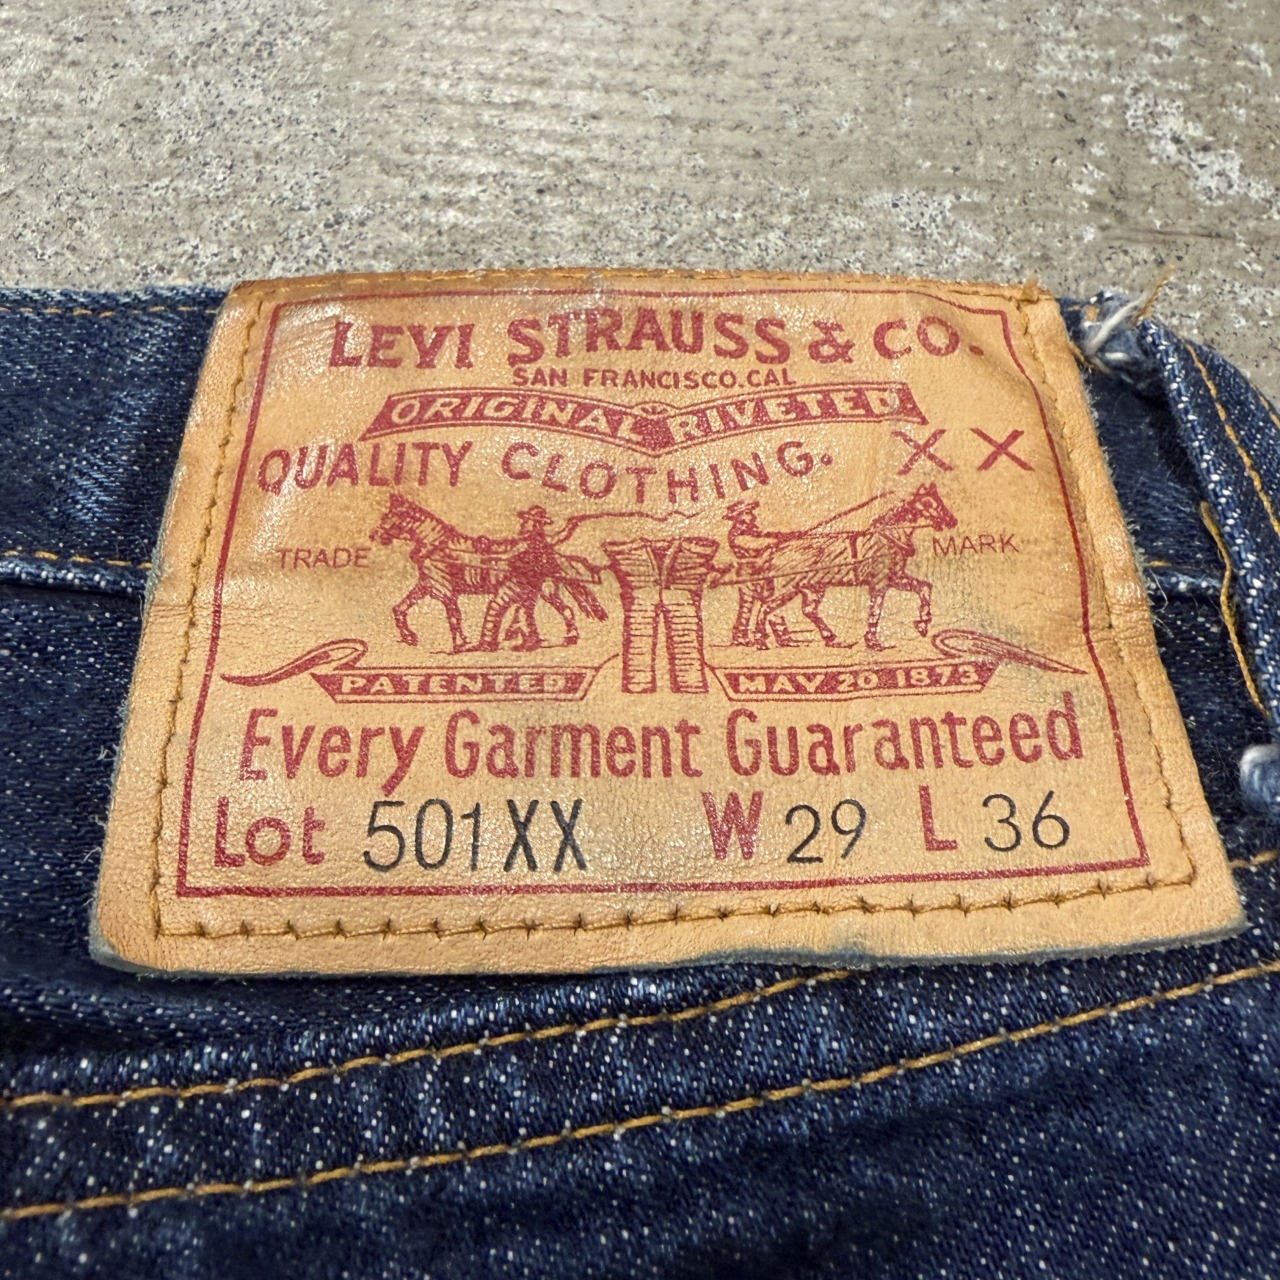 LEVI STRAUSS & CO.
SAN FRANCISCO.CAL
ORIGINAL RIVETED
QUALITY CLOTHING. XX
TRADE MARK
PATENTED MAY 20 1873
Every Garment Guaranteed
Lot 501XX W 29 L 36